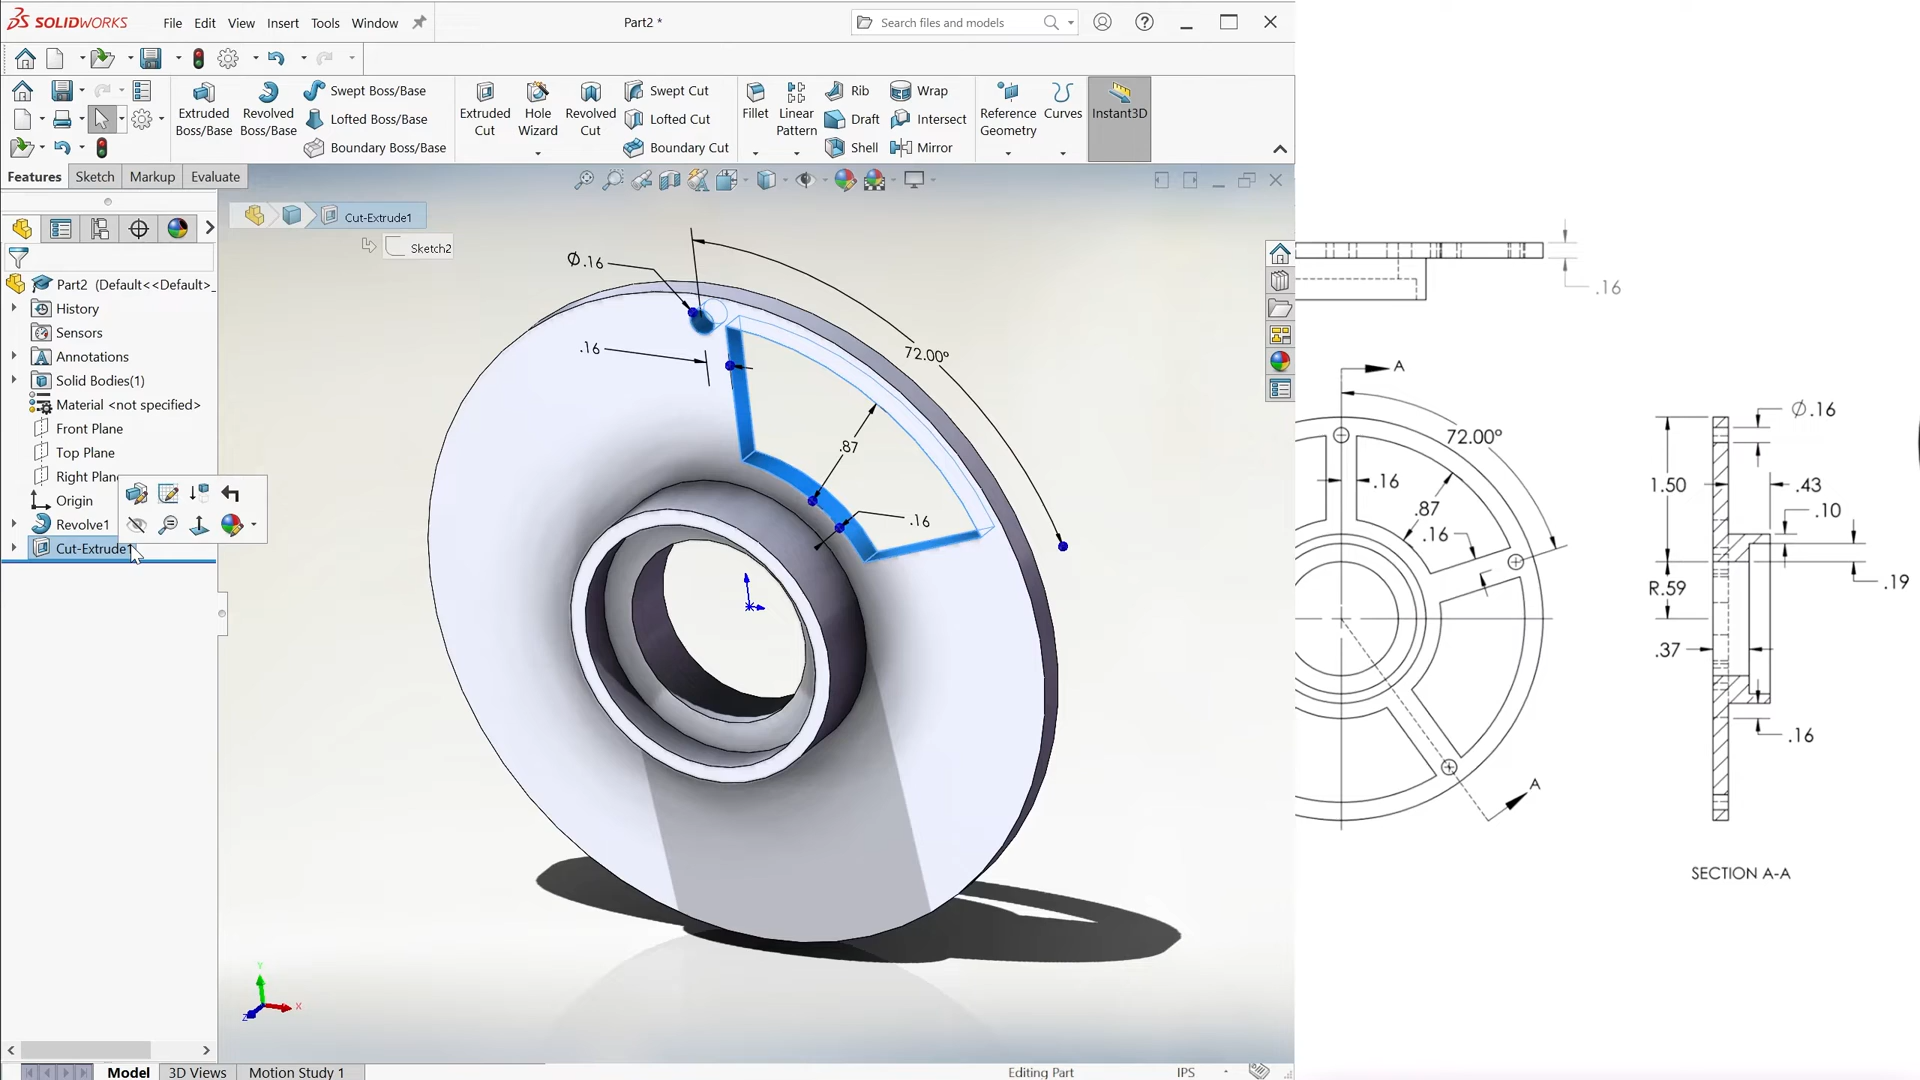 SOLIDWORKS
File Edit View Insert Tools Window
Part2 *
Search files and models
Extruded Boss/Base
Revolved Boss/Base
Swept Boss/Base
Lofted Boss/Base
Boundary Boss/Base
Extruded Cut
Hole Wizard
Revolved Cut
Swept Cut
Lofted Cut
Boundary Cut
Fillet
Linear Pattern
Rib
Draft
Shell
Wrap
Intersect
Mirror
Reference Geometry
Curves
Instant3D
Features Sketch Markup Evaluate
Cut-Extrude1
Sketch2
Part2 (Default<<Default>_
History
Sensors
Annotations
Solid Bodies(1)
Material <not specified>
Front Plane
Top Plane
Right Plane
Origin
Revolve1
Cut-Extrude1
Ø.16
.16
72.00°
.87
.16
Y
X
Z
.16
A
72.00°
.16
.87
.16
A
Ø.16
1.50
.43
.10
R.59
.19
.37
.16
SECTION A-A
Model 3D Views Motion Study 1
Editing Part
IPS